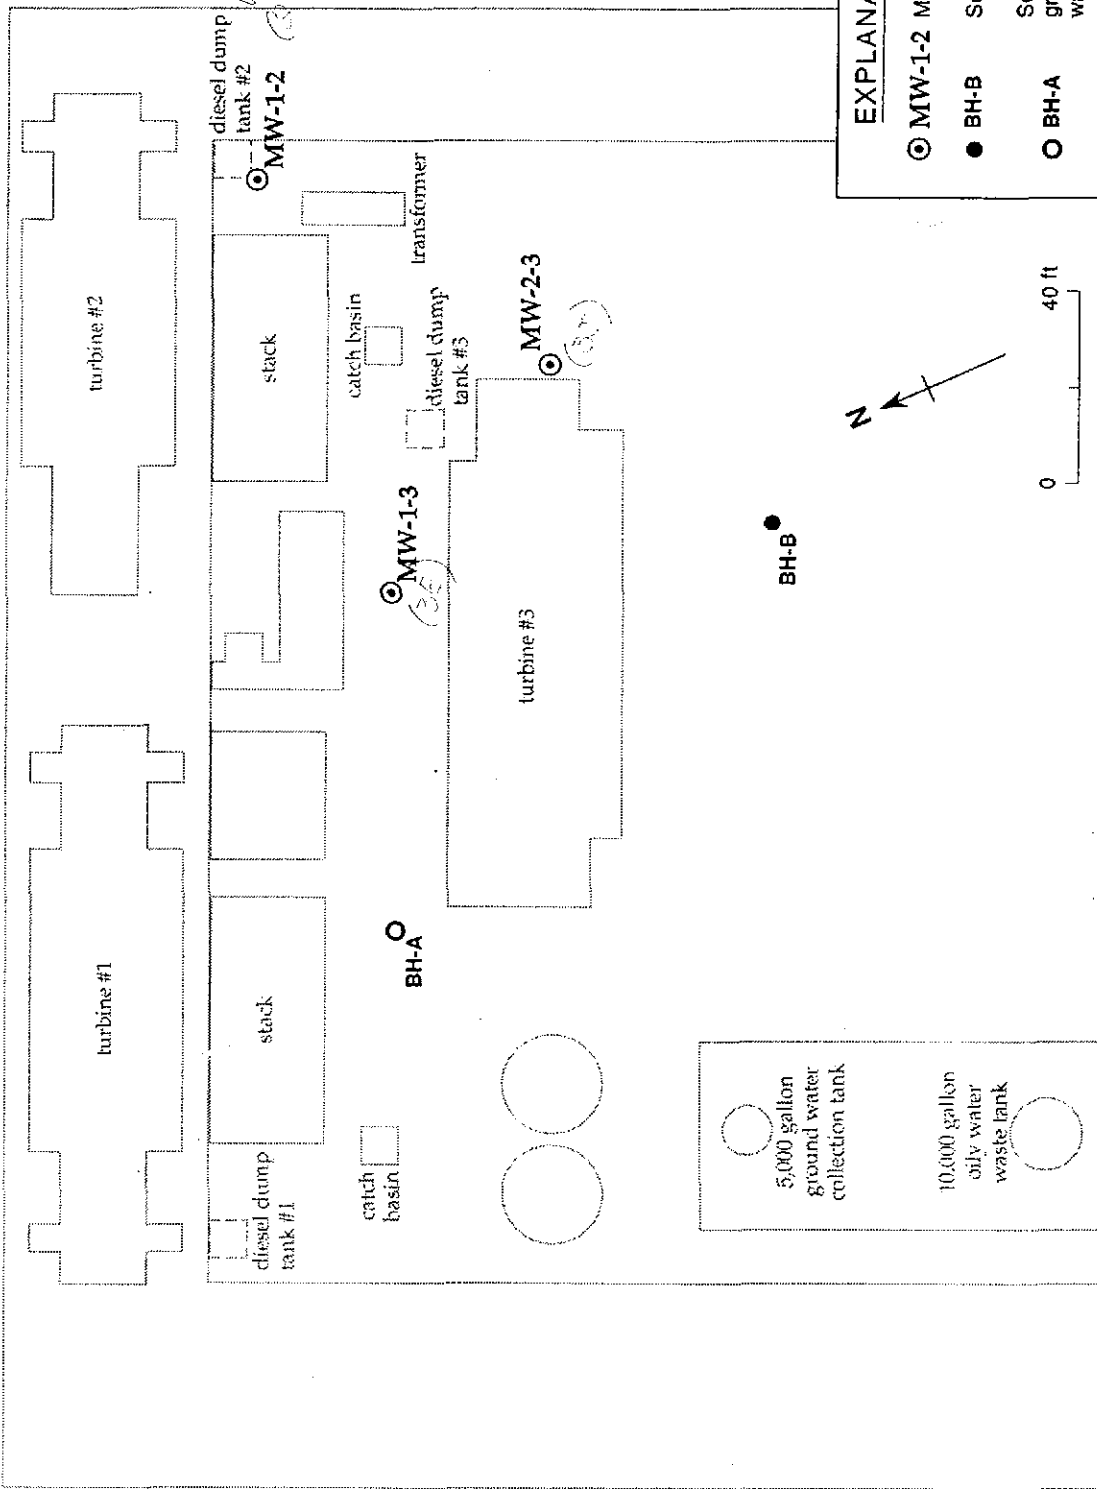 turbine #1
turbine #2
diesel dump
tank #2
MW-1-2
diesel dump
tank #1
stack
stack
transformer
catch
basin
catch basin
diesel dump
tank #3
BH-A
MW-1-3
MW-2-3
turbine #3
BH-B
5,000 gallon
ground water
collection tank
10,000 gallon
oily water
waste tank
N
0
40 ft
EXPLANA
MW-1-2 M
BH-B
BH-A